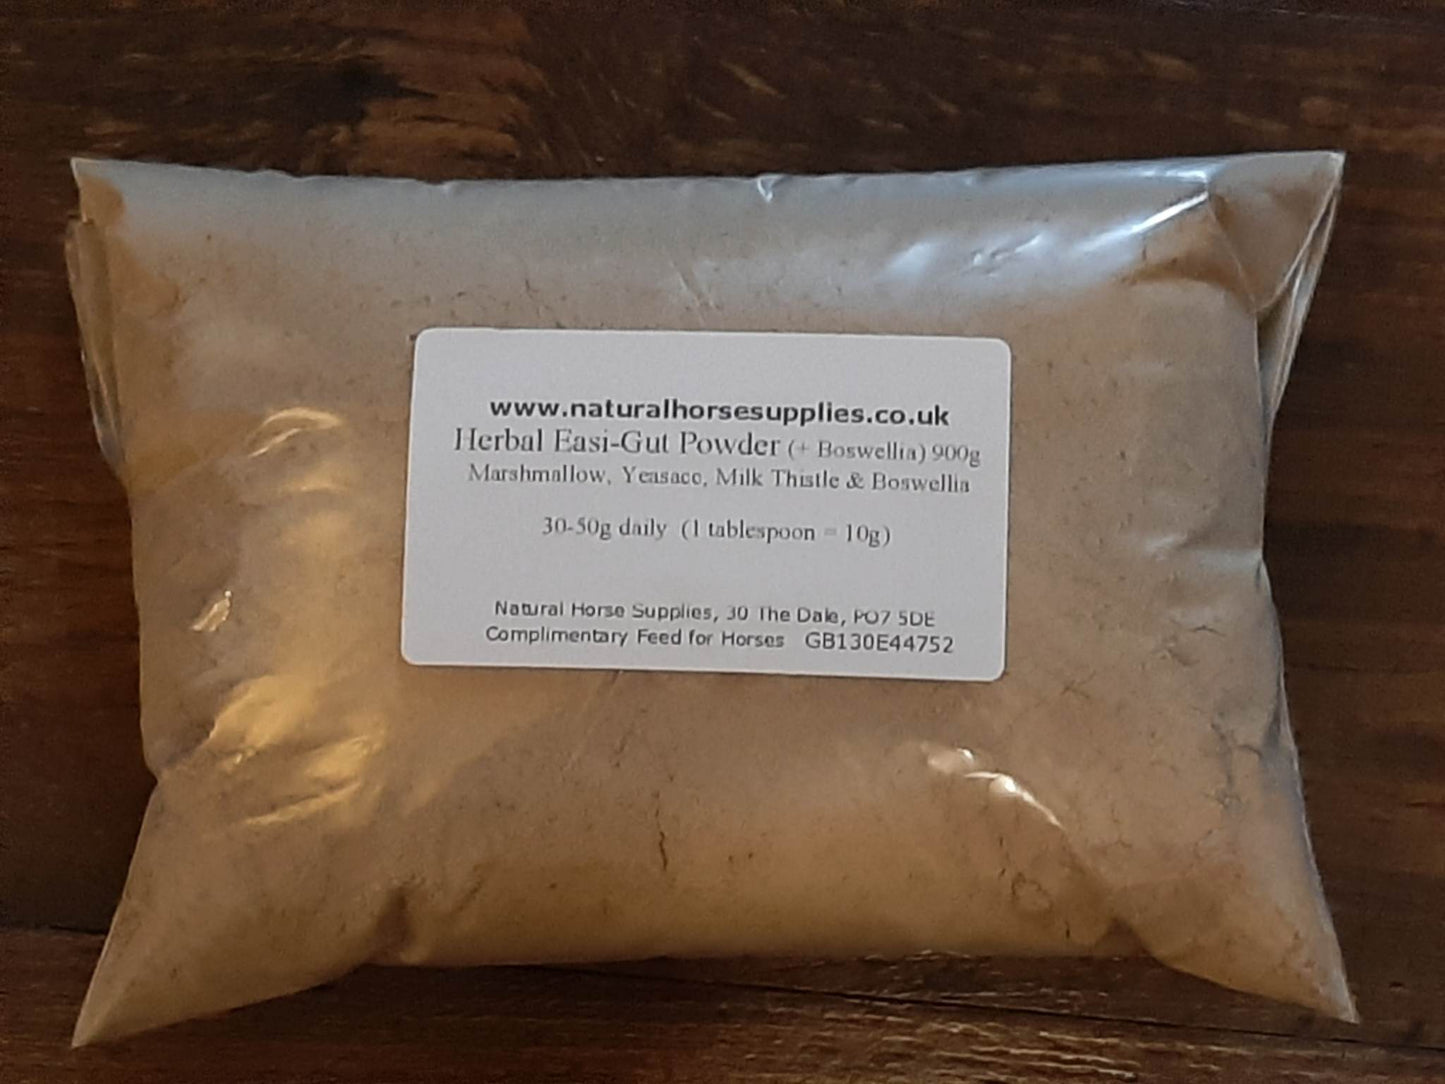 www.naturalhorsesupplies.co.uk
Herbal Easi-Gut Powder (+ Boswellia) 900g
Marshmallow, Yeasacc, Milk Thistle & Boswellia
30-50g daily (1 tablespoon = 10g)
Natural Horse Supplies, 30 The Dale, PO7 5DE
Complimentary Feed for Horses GB130E44752